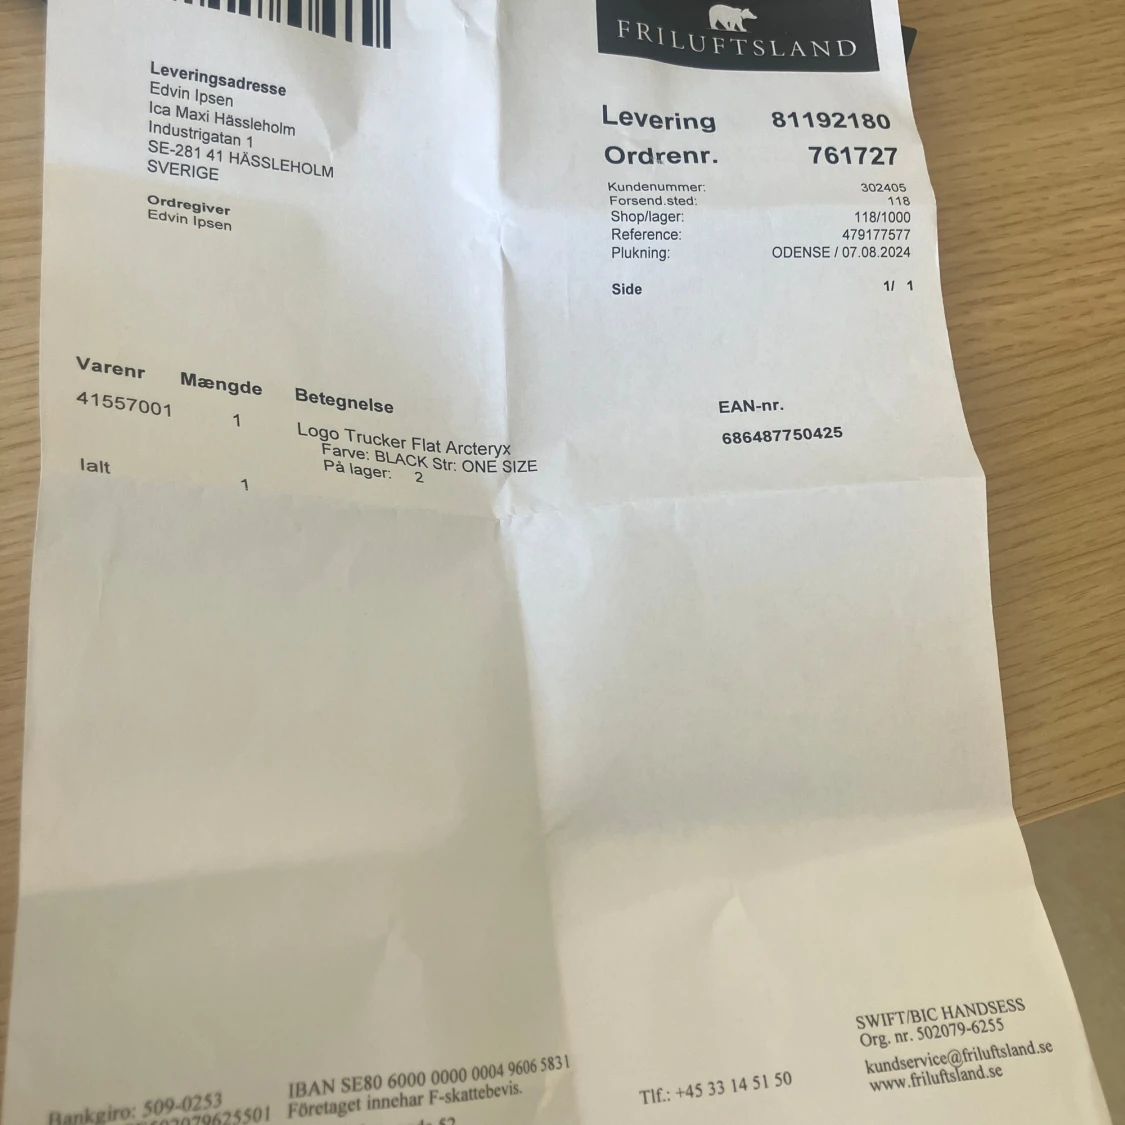 FRILUFTSLAND
Leveringsadresse
Edvin Ipsen
Ica Maxi Hässleholm
Industrigatan 1
SE-281 41 HÄSSLEHOLM
SVERIGE
Ordregiver
Edvin Ipsen
Levering 81192180
Ordrenr. 761727
Kundenummer: 302405
Forsend.sted: 118
Shop/lager: 118/1000
Reference: 479177577
Plukning: ODENSE / 07.08.2024
Side 1/ 1
Varenr Mængde Betegnelse EAN-nr.
41557001 1 Logo Trucker Flat Arcteryx 686487750425
Farve: BLACK Str: ONE SIZE
På lager: 2
Ialt 1
SWIFT/BIC HANDSESS
Org. nr. 502079-6255
kundservice@friluftsland.se
www.friluftsland.se
Tlf.: +45 33 14 51 50
IBAN SE80 6000 0000 0004 9606 5831
Företaget innehar F-skattebevis.
Bankgiro: 509-0253